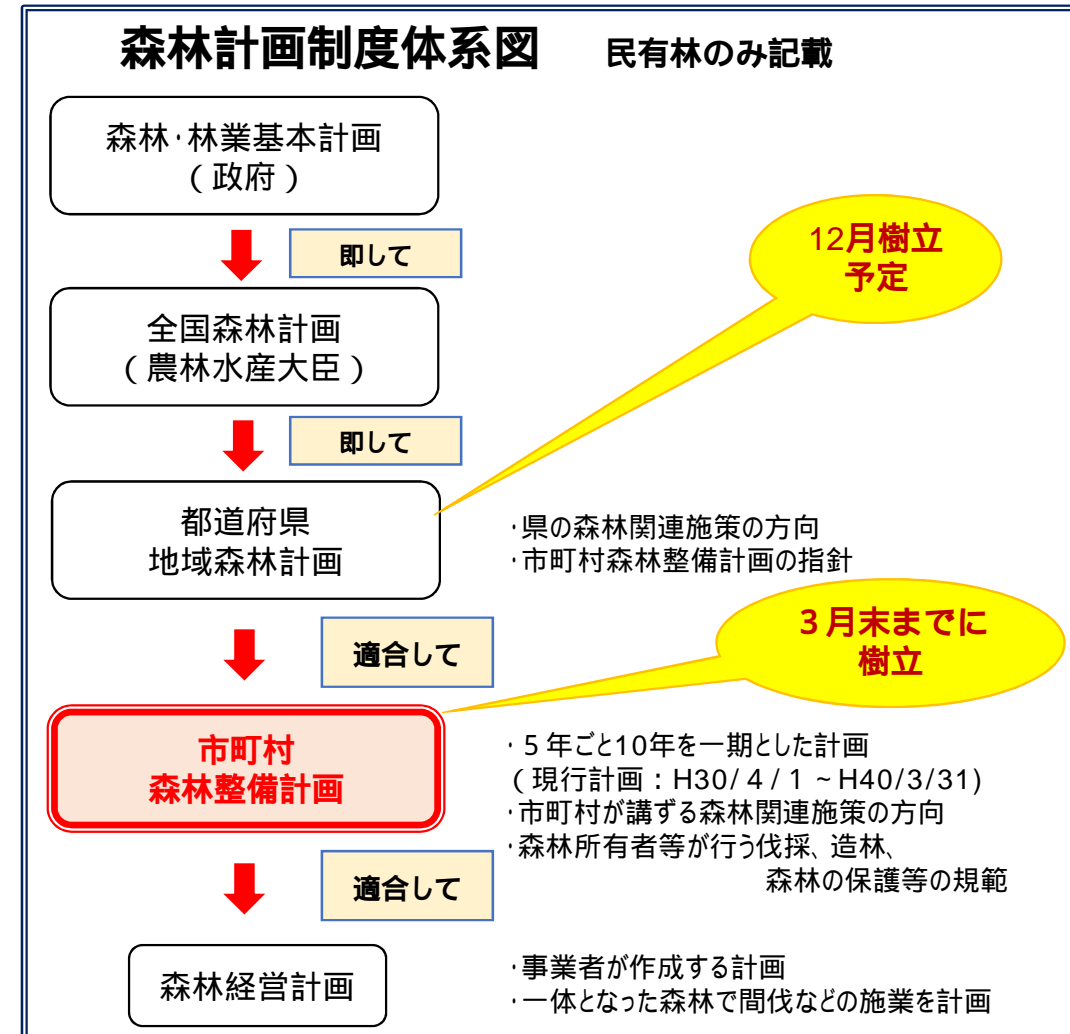 森林計画制度体系図 民有林のみ記載
森林・林業基本計画
（政府）
即して
12月樹立
予定
全国森林計画
（農林水産大臣）
即して
都道府県
地域森林計画
・県の森林関連施策の方向
・市町村森林整備計画の指針
適合して
３月末までに
樹立
市町村
森林整備計画
・５年ごと10年を一期とした計画
（現行計画：H30/４/１～H40/3/31)
・市町村が講ずる森林関連施策の方向
・森林所有者等が行う伐採、造林、
森林の保護等の規範
適合して
森林経営計画
・事業者が作成する計画
・一体となった森林で間伐などの施業を計画